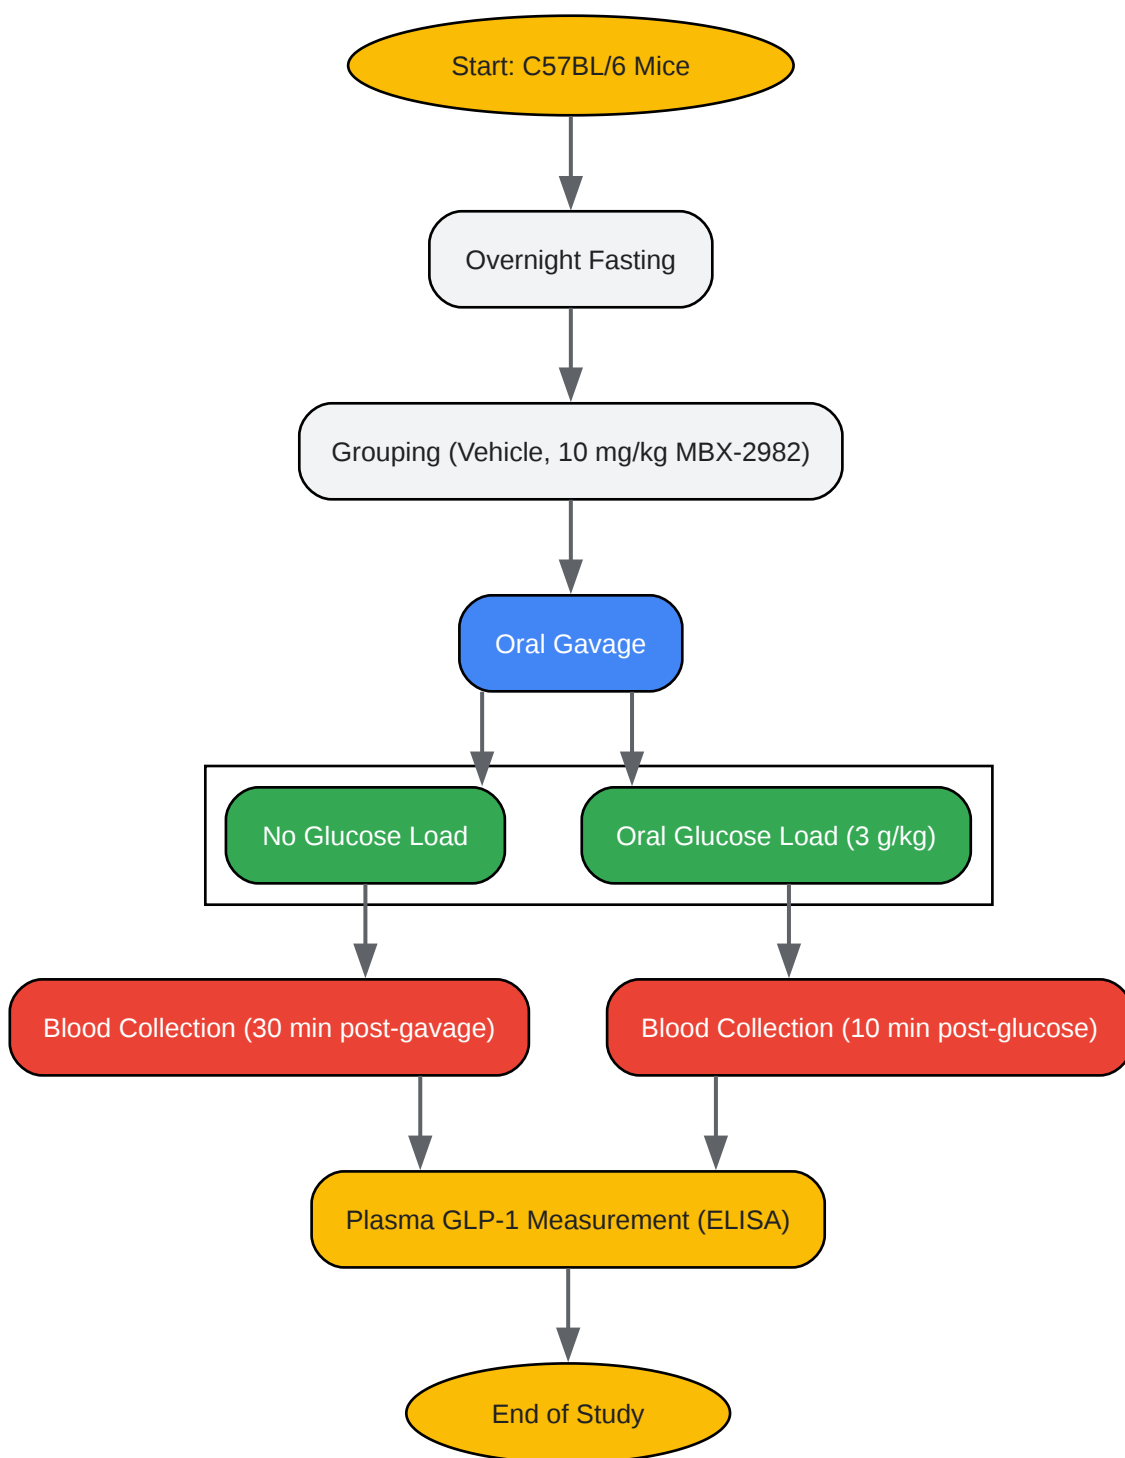 Start: C57BL/6 Mice
Overnight Fasting
Grouping (Vehicle, 10 mg/kg MBX-2982)
Oral Gavage
No Glucose Load
Oral Glucose Load (3 g/kg)
Blood Collection (30 min post-gavage)
Blood Collection (10 min post-glucose)
Plasma GLP-1 Measurement (ELISA)
End of Study